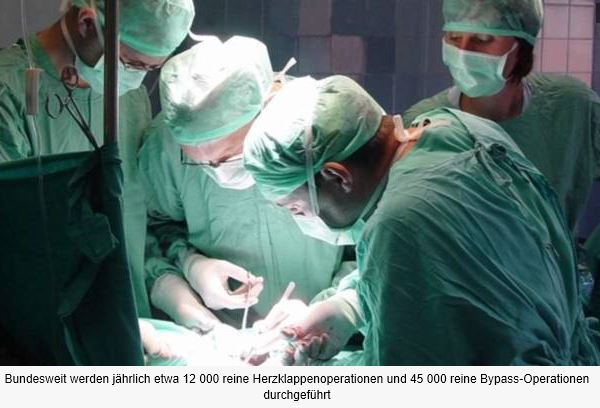 Bundesweit werden jährlich etwa 12 000 reine Herzklappenoperationen und 45 000 reine Bypass-Operationen
durchgeführt